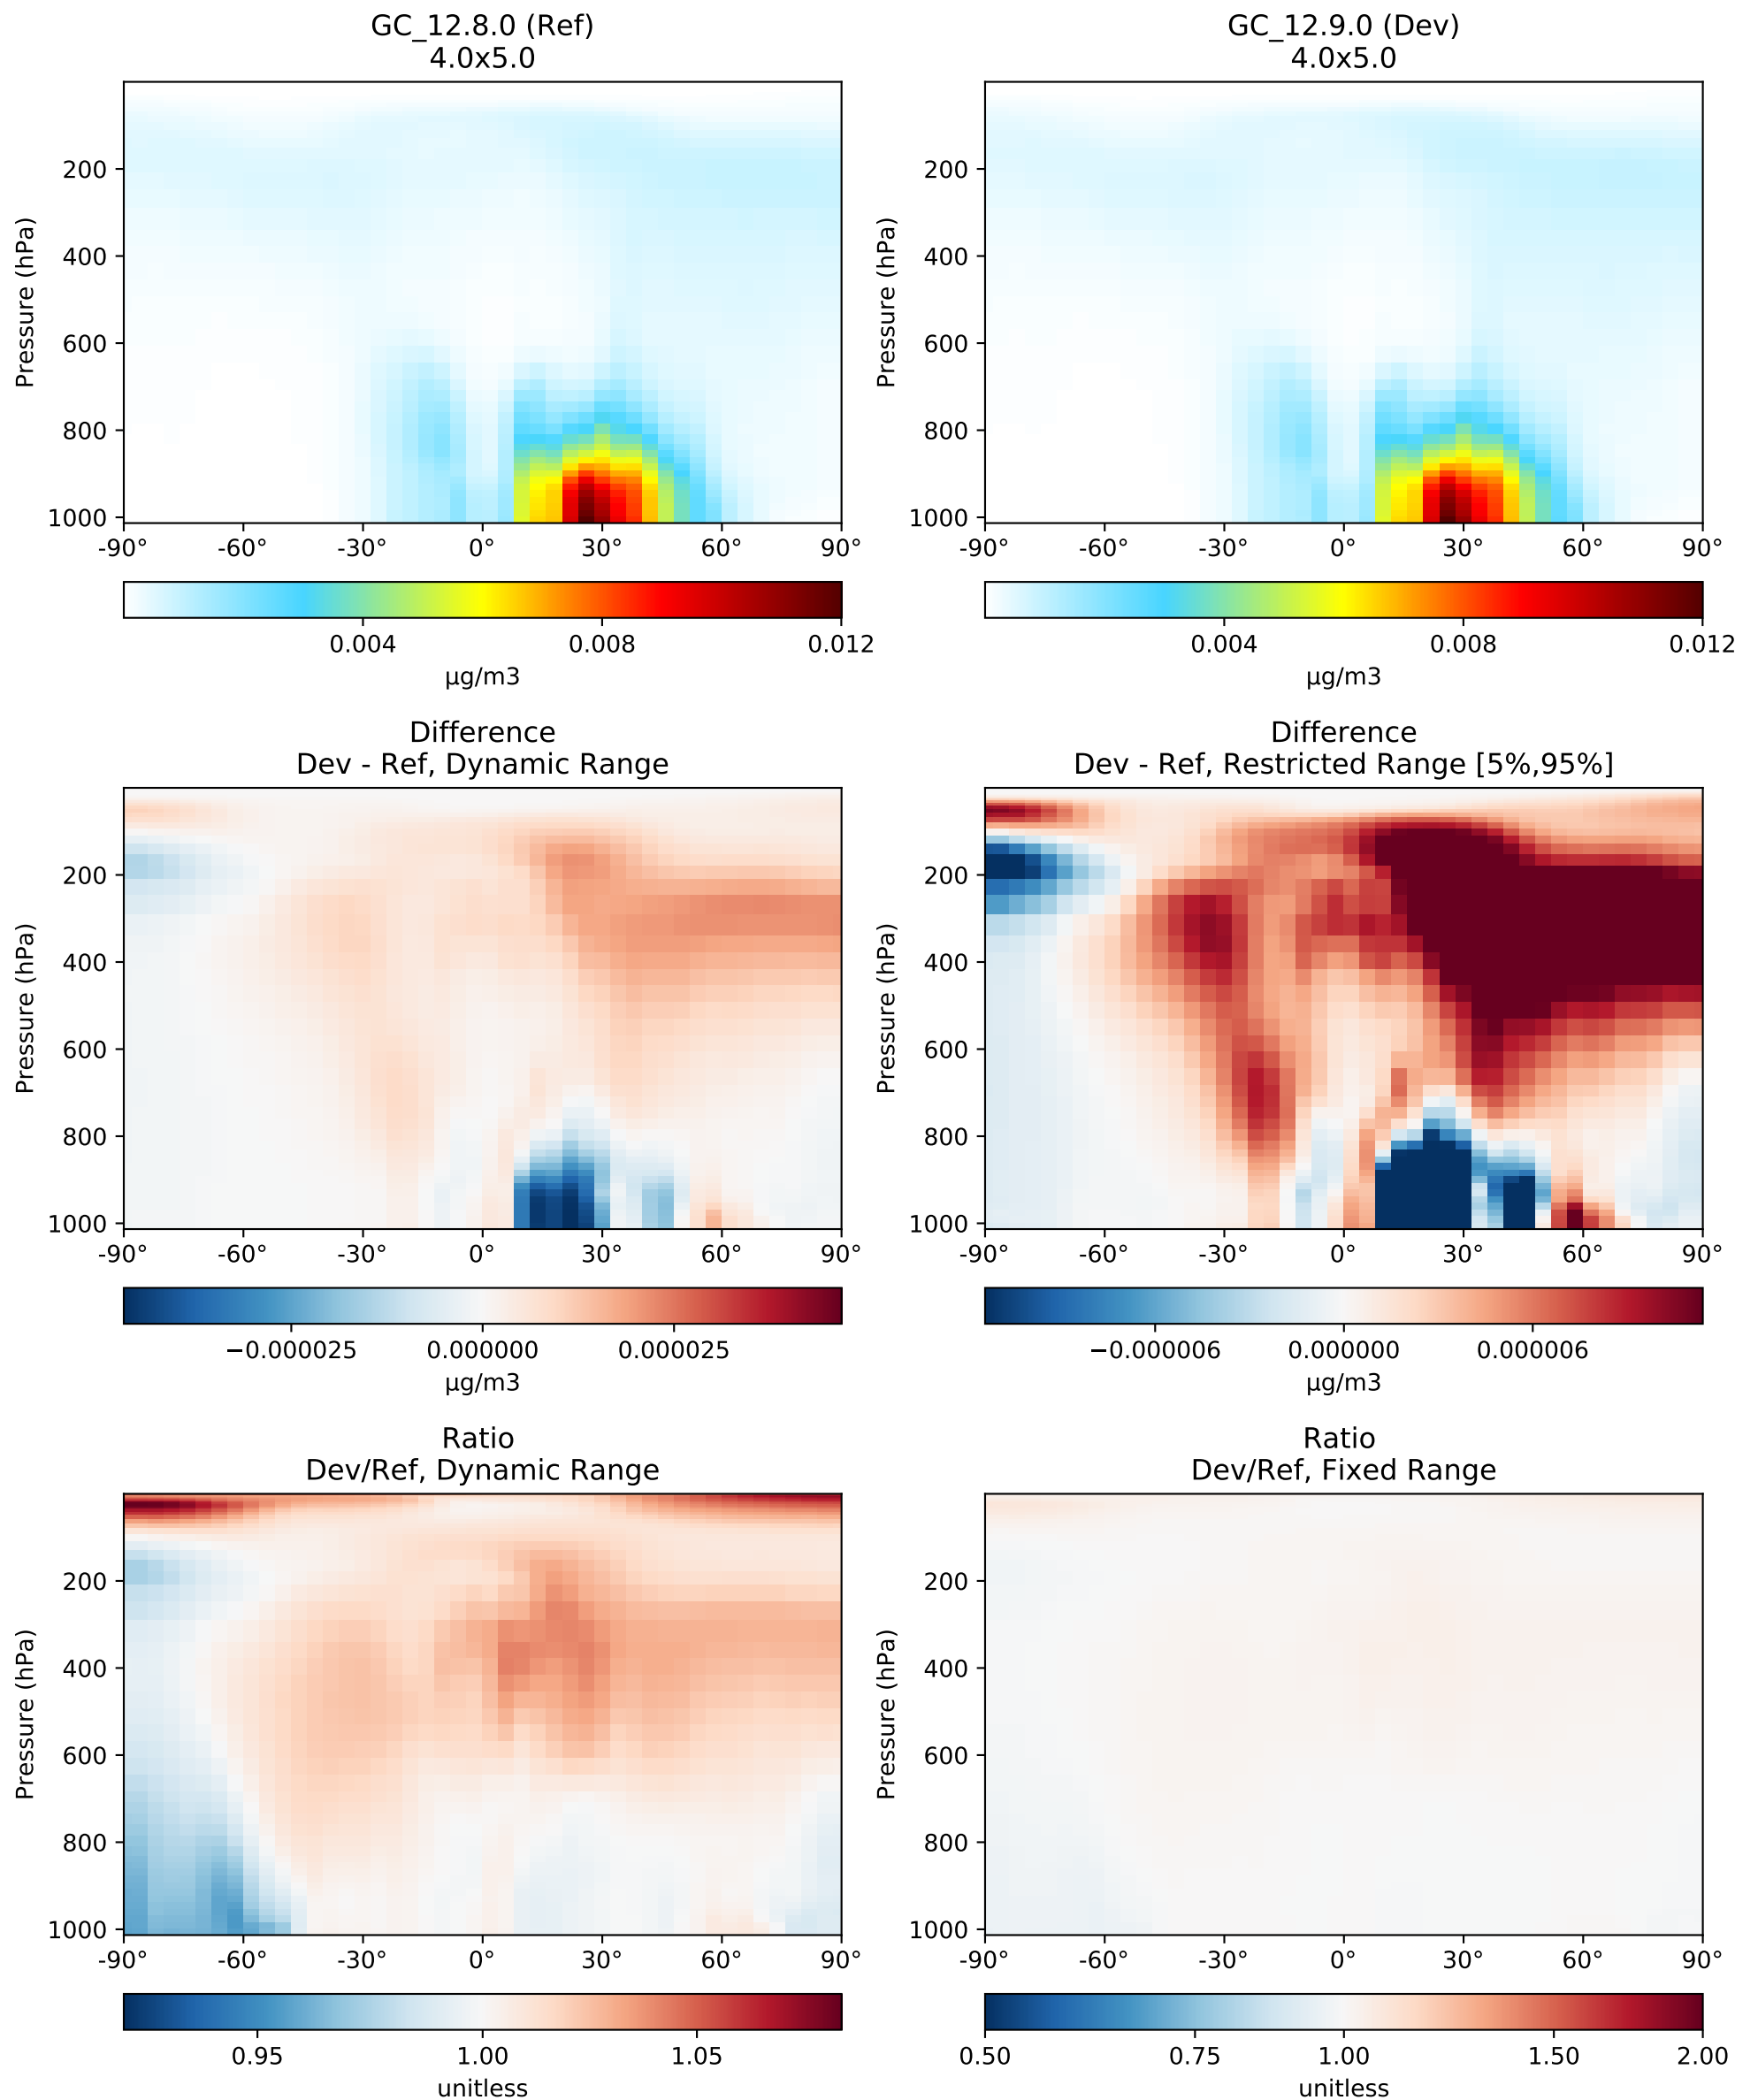 GC_12.8.0 (Ref)
4.0x5.0
Pressure (hPa)
200
400
600
800
1000
-90° -60° -30° 0° 30° 60° 90°
0.004 0.008 0.012
µg/m3
GC_12.9.0 (Dev)
4.0x5.0
Pressure (hPa)
200
400
600
800
1000
-90° -60° -30° 0° 30° 60° 90°
0.004 0.008 0.012
µg/m3
Difference
Dev - Ref, Dynamic Range
Pressure (hPa)
200
400
600
800
1000
-90° -60° -30° 0° 30° 60° 90°
−0.000025 0.000000 0.000025
µg/m3
Difference
Dev - Ref, Restricted Range [5%,95%]
Pressure (hPa)
200
400
600
800
1000
-90° -60° -30° 0° 30° 60° 90°
−0.000006 0.000000 0.000006
µg/m3
Ratio
Dev/Ref, Dynamic Range
Pressure (hPa)
200
400
600
800
1000
-90° -60° -30° 0° 30° 60° 90°
0.95 1.00 1.05
unitless
Ratio
Dev/Ref, Fixed Range
Pressure (hPa)
200
400
600
800
1000
-90° -60° -30° 0° 30° 60° 90°
0.50 0.75 1.00 1.50 2.00
unitless